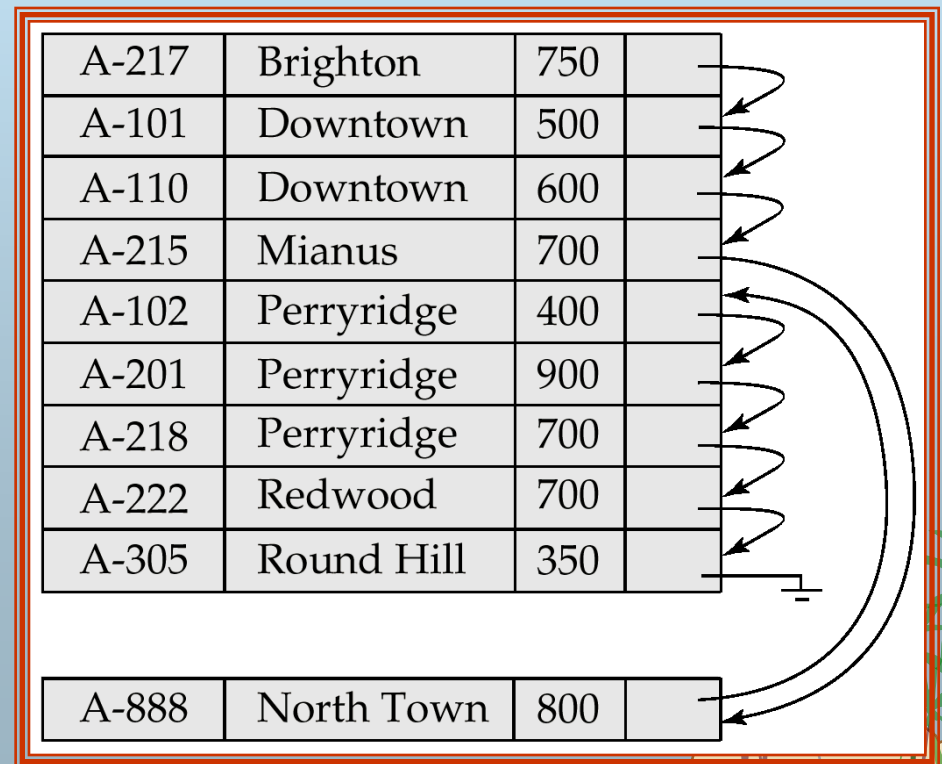 A-217 Brighton 750
A-101 Downtown 500
A-110 Downtown 600
A-215 Mianus 700
A-102 Perryridge 400
A-201 Perryridge 900
A-218 Perryridge 700
A-222 Redwood 700
A-305 Round Hill 350
A-888 North Town 800